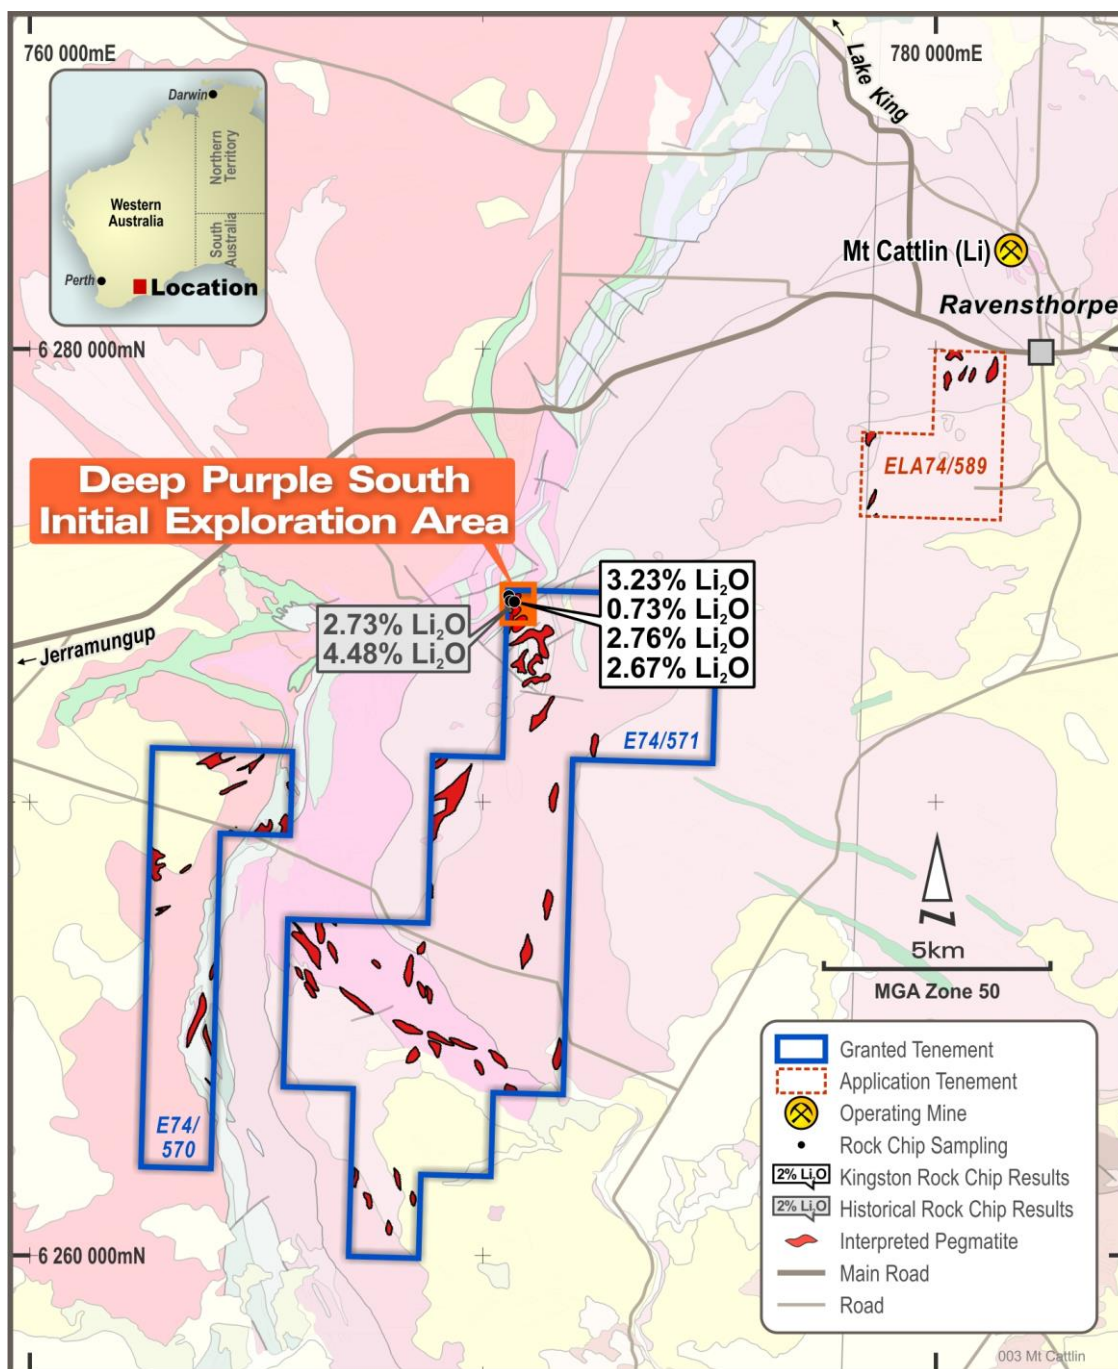 760 000mE
780 000mE
Lake King
Darwin
Northern
Territory
Western
Australia
South
Australia
Perth
Location
Mt Cattlin (Li)
Ravensthorpe
6 280 000mN
ELA74/589
Deep Purple South
Initial Exploration Area
3.23% Li₂O
0.73% Li₂O
2.76% Li₂O
2.67% Li₂O
2.73% Li₂O
4.48% Li₂O
← Jerramungup
E74/571
N
5km
MGA Zone 50
E74/
570
Granted Tenement
Application Tenement
Operating Mine
Rock Chip Sampling
2% Li₂O Kingston Rock Chip Results
2% Li₂O Historical Rock Chip Results
Interpreted Pegmatite
Main Road
Road
6 260 000mN
003 Mt Cattlin